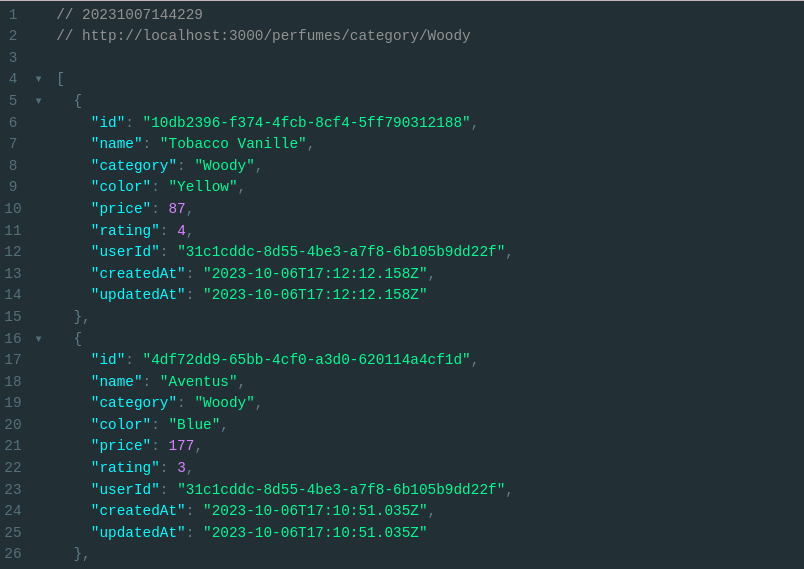 1 // 20231007144229
2 // http://localhost:3000/perfumes/category/Woody
3
4 ▼ [
5 ▼ {
6 "id": "10db2396-f374-4fcb-8cf4-5ff790312188",
7 "name": "Tobacco Vanille",
8 "category": "Woody",
9 "color": "Yellow",
10 "price": 87,
11 "rating": 4,
12 "userId": "31c1cddc-8d55-4be3-a7f8-6b105b9dd22f",
13 "createdAt": "2023-10-06T17:12:12.158Z",
14 "updatedAt": "2023-10-06T17:12:12.158Z"
15 },
16 ▼ {
17 "id": "4df72dd9-65bb-4cf0-a3d0-620114a4cf1d",
18 "name": "Aventus",
19 "category": "Woody",
20 "color": "Blue",
21 "price": 177,
22 "rating": 3,
23 "userId": "31c1cddc-8d55-4be3-a7f8-6b105b9dd22f",
24 "createdAt": "2023-10-06T17:10:51.035Z",
25 "updatedAt": "2023-10-06T17:10:51.035Z"
26 },